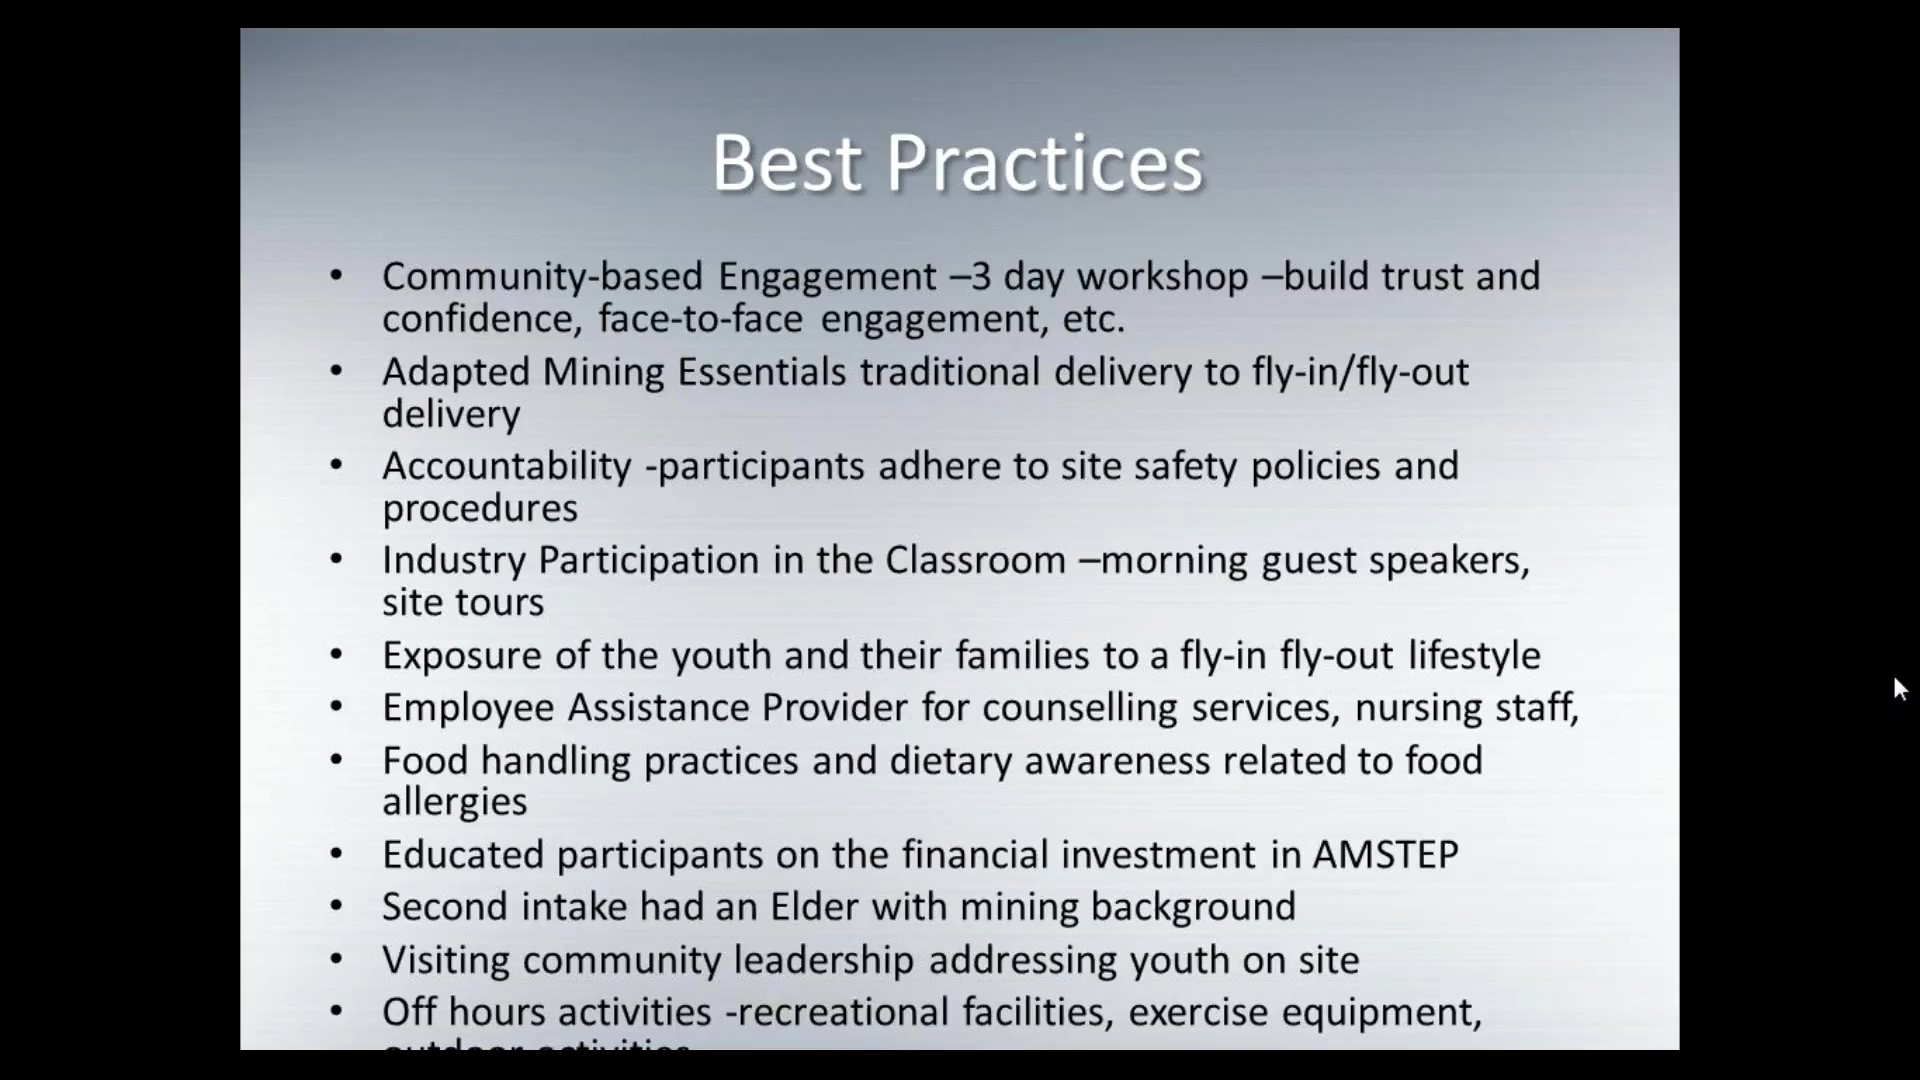 Best Practices
• Community-based Engagement –3 day workshop –build trust and
confidence, face-to-face engagement, etc.
• Adapted Mining Essentials traditional delivery to fly-in/fly-out
delivery
• Accountability -participants adhere to site safety policies and
procedures
• Industry Participation in the Classroom –morning guest speakers,
site tours
• Exposure of the youth and their families to a fly-in fly-out lifestyle
• Employee Assistance Provider for counselling services, nursing staff,
• Food handling practices and dietary awareness related to food
allergies
• Educated participants on the financial investment in AMSTEP
• Second intake had an Elder with mining background
• Visiting community leadership addressing youth on site
• Off hours activities -recreational facilities, exercise equipment,
outdoor activities